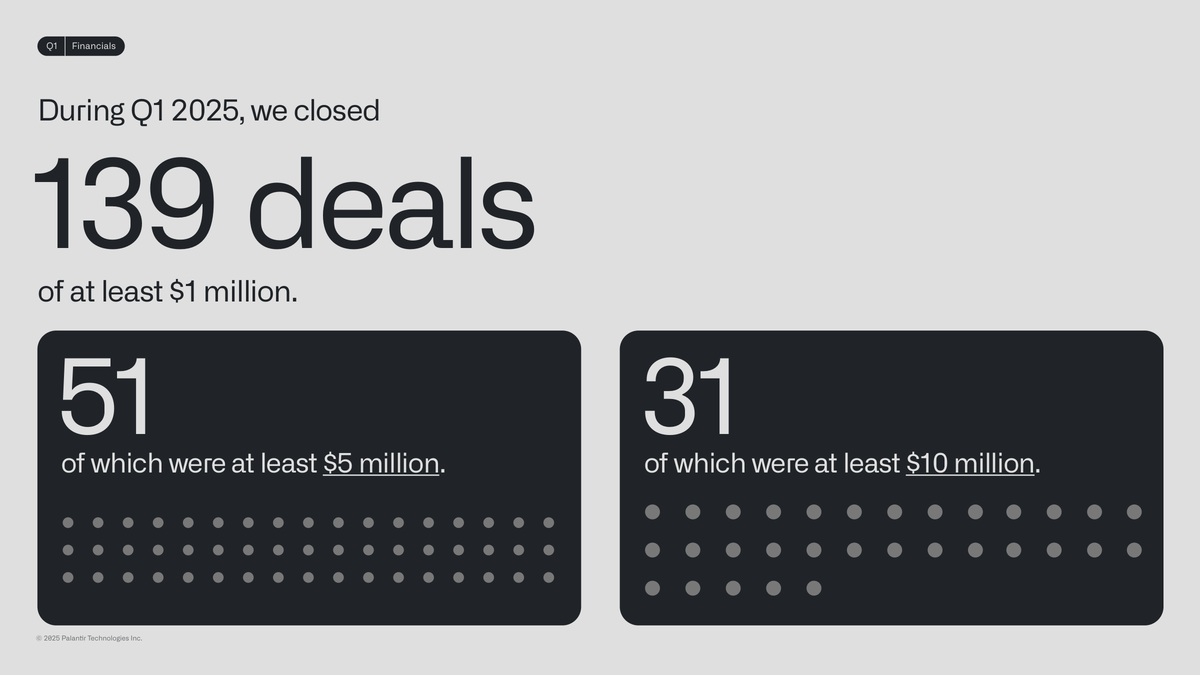 Q1 Financials
During Q1 2025, we closed
139 deals
of at least $1 million.
51
of which were at least $5 million.
31
of which were at least $10 million.
© 2025 Palantir Technologies Inc.